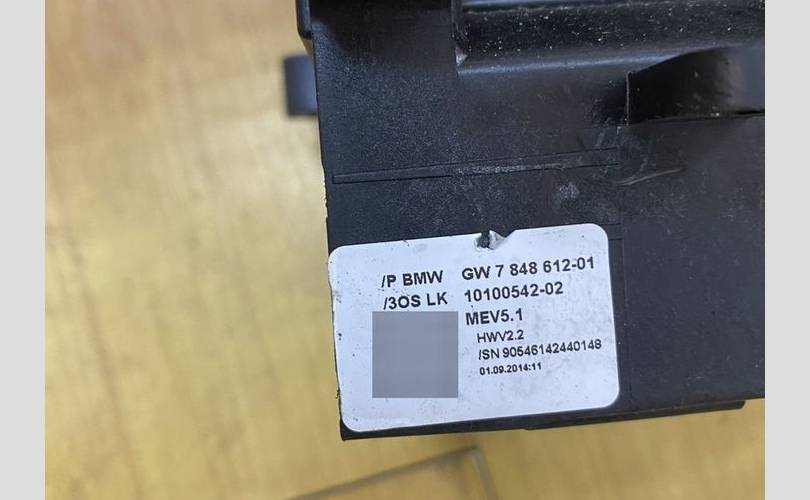 /P BMW GW 7 848 612-01
/3OS LK 10100542-02
MEV5.1
HWV2.2
/SN 90546142440148
01.09.2014:11